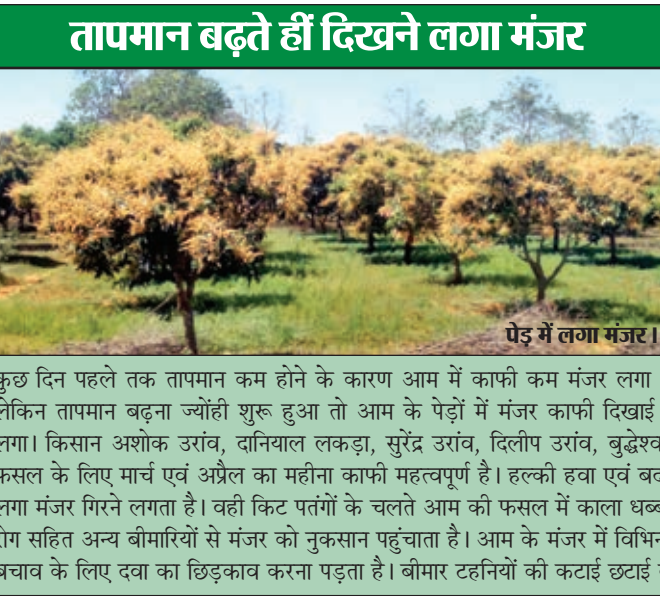 तापमान बढ़ते हीं दिखने लगा मंजर
पेड़ में लगा मंजर।
कुछ दिन पहले तक तापमान कम होने के कारण आम में काफी कम मंजर लगा
लेकिन तापमान बढ़ना ज्योंही शुरू हुआ तो आम के पेड़ों में मंजर काफी दिखाई
लगा। किसान अशोक उरांव, दानियाल लकड़ा, सुरेंद्र उरांव, दिलीप उरांव,
फसल के लिए मार्च एवं अप्रैल का महीना काफी महत्वपूर्ण है। हल्की हवा एवं
लगा मंजर गिरने लगता है। वही किट पतंगों के चलते आम की फसल में काला
रोग सहित अन्य बीमारियों से मंजर को नुकसान पहुंचाता है। आम के मंजर में
बचाव के लिए दवा का छिड़काव करना पड़ता है। बीमार टहनियों की कटाई छटाई